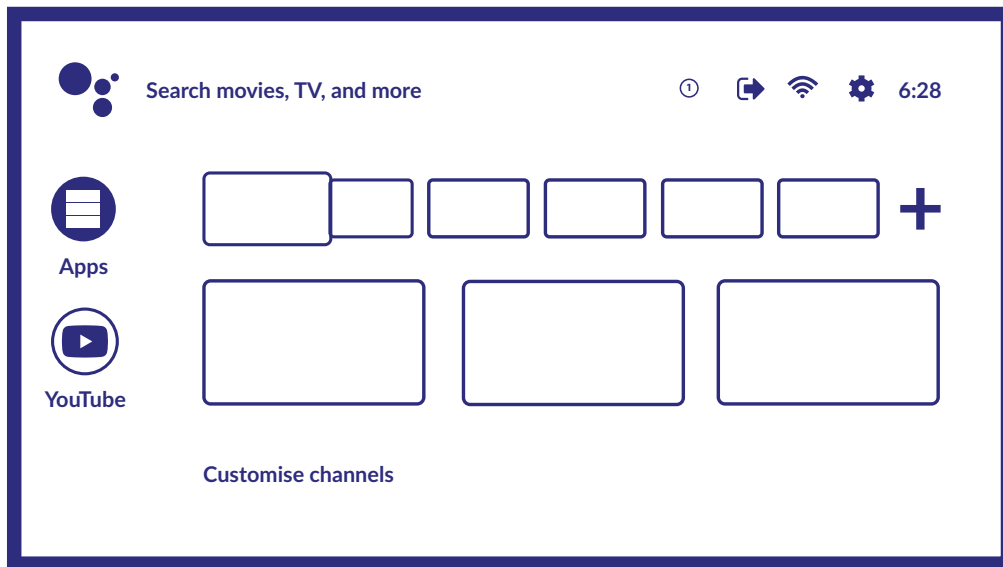 Search movies, TV, and more
1
6:28
Apps
YouTube
Customise channels